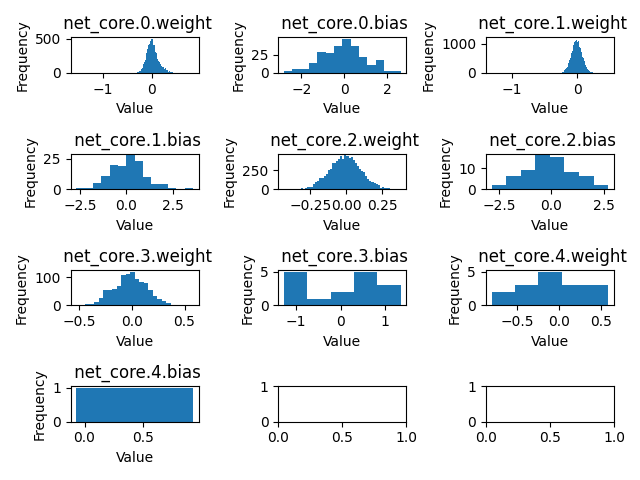 net_core.0.weight net_core.0.bias net_core.1.weight
Frequency 500 0 −1 0 Value
Frequency 25 0 −2 0 2 Value
Frequency 1000 0 −1 0 Value
net_core.1.bias net_core.2.weight net_core.2.bias
Frequency 25 0 −2.5 0.0 2.5 Value
Frequency 250 0 −0.25 0.00 0.25 Value
Frequency 10 0 −2.5 0.0 2.5 Value
net_core.3.weight net_core.3.bias net_core.4.weight
Frequency 100 0 −0.5 0.0 0.5 Value
Frequency 5 0 −1 0 1 Value
Frequency 5 0 −0.5 0.0 0.5 Value
net_core.4.bias
Frequency 1 0 0.0 0.5 Value
1 0 0.0 0.5 1.0
1 0 0.0 0.5 1.0